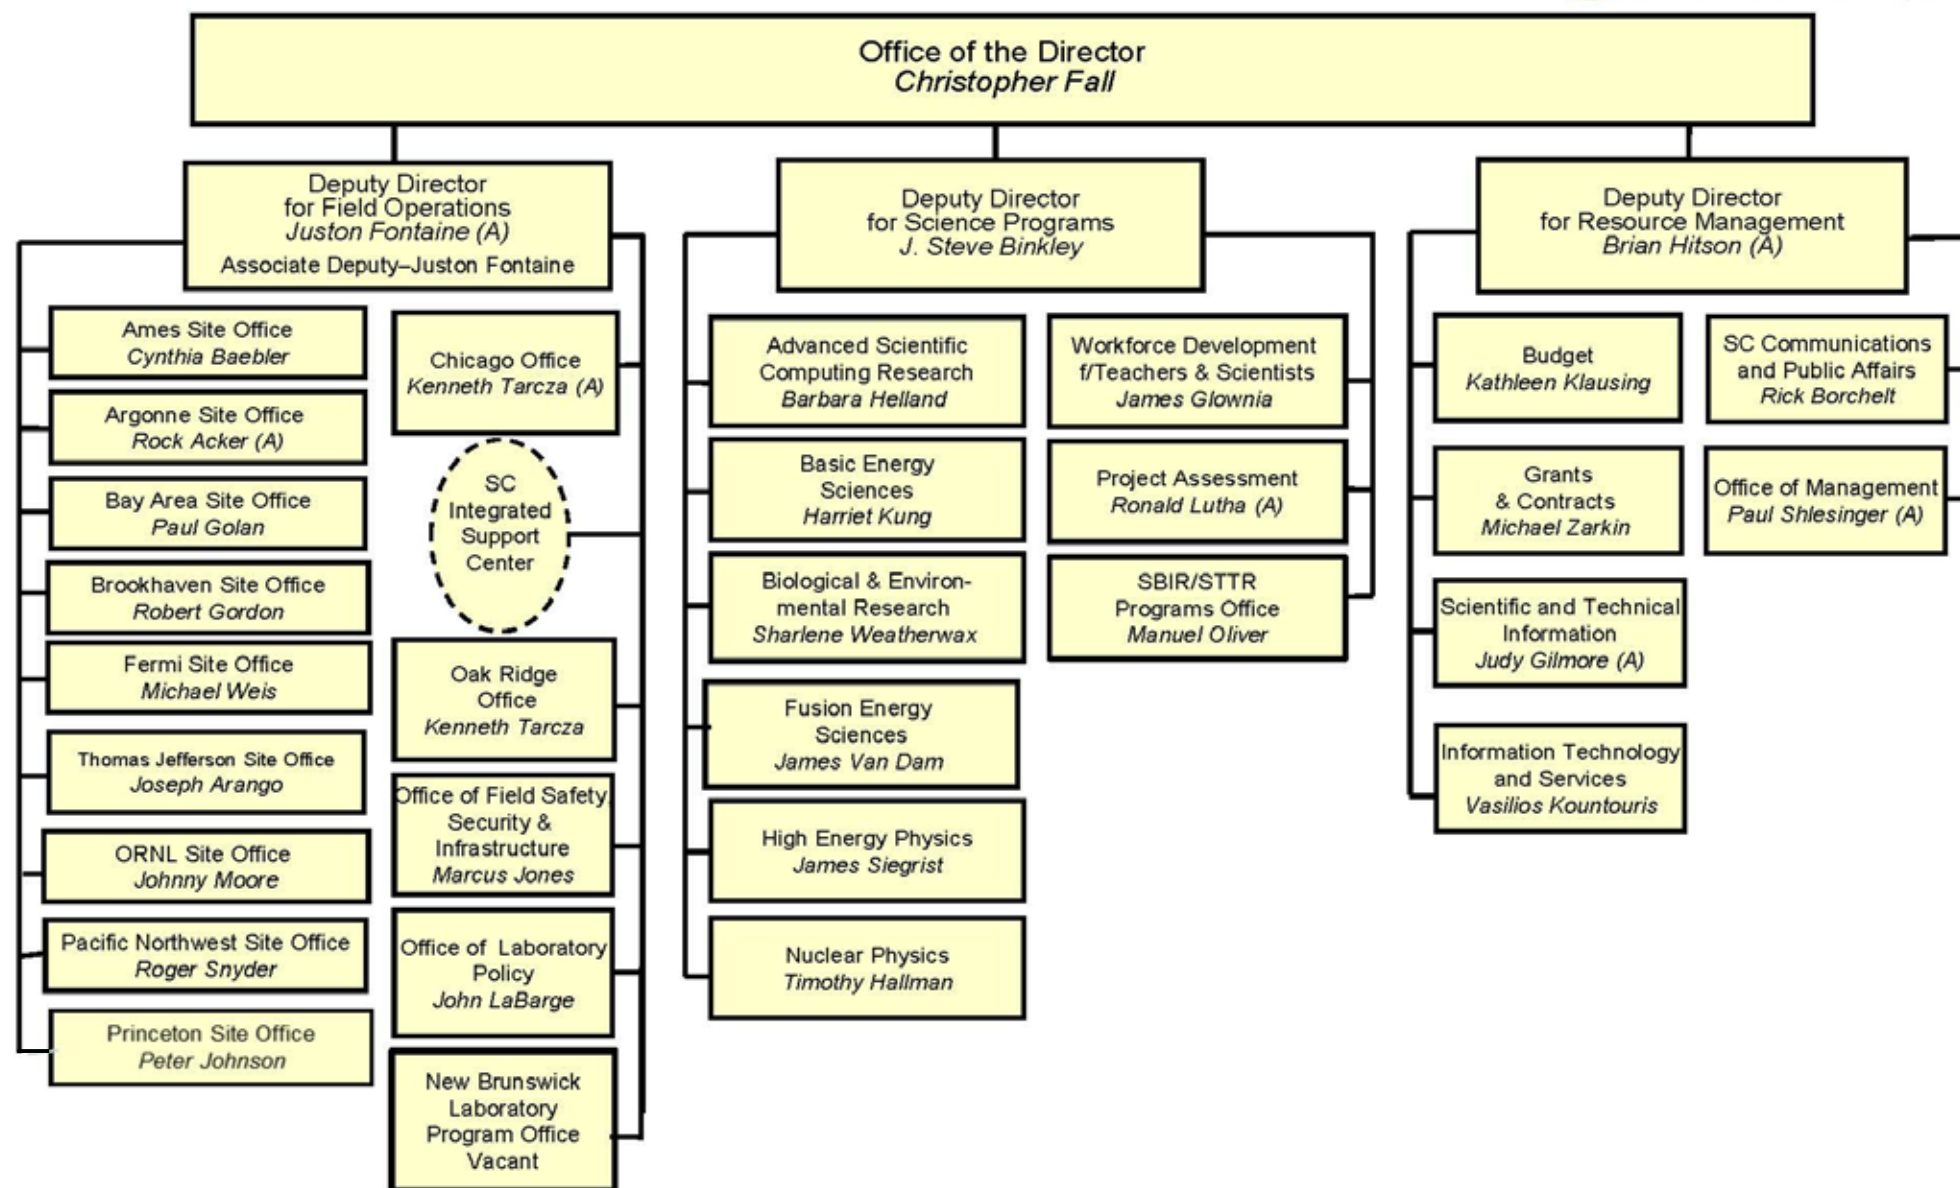 Office of the Director
Christopher Fall
Deputy Director
for Field Operations
Juston Fontaine (A)
Associate Deputy–Juston Fontaine
Ames Site Office
Cynthia Baebler
Argonne Site Office
Rock Acker (A)
Bay Area Site Office
Paul Golan
Brookhaven Site Office
Robert Gordon
Fermi Site Office
Michael Weis
Thomas Jefferson Site Office
Joseph Arango
ORNL Site Office
Johnny Moore
Pacific Northwest Site Office
Roger Snyder
Princeton Site Office
Peter Johnson
Chicago Office
Kenneth Tarcza (A)
SC
Integrated
Support
Center
Oak Ridge
Office
Kenneth Tarcza
Office of Field Safety,
Security &
Infrastructure
Marcus Jones
Office of Laboratory
Policy
John LaBarge
New Brunswick
Laboratory
Program Office
Vacant
Deputy Director
for Science Programs
J. Steve Binkley
Advanced Scientific
Computing Research
Barbara Helland
Basic Energy
Sciences
Harriet Kung
Biological & Environ-
mental Research
Sharlene Weatherwax
Fusion Energy
Sciences
James Van Dam
High Energy Physics
James Siegrist
Nuclear Physics
Timothy Hallman
Workforce Development
f/Teachers & Scientists
James Glownia
Project Assessment
Ronald Lutha (A)
SBIR/STTR
Programs Office
Manuel Oliver
Deputy Director
for Resource Management
Brian Hitson (A)
Budget
Kathleen Klausing
Grants
& Contracts
Michael Zarkin
Scientific and Technical
Information
Judy Gilmore (A)
Information Technology
and Services
Vasilios Kountouris
SC Communications
and Public Affairs
Rick Borchelt
Office of Management
Paul Shlesinger (A)